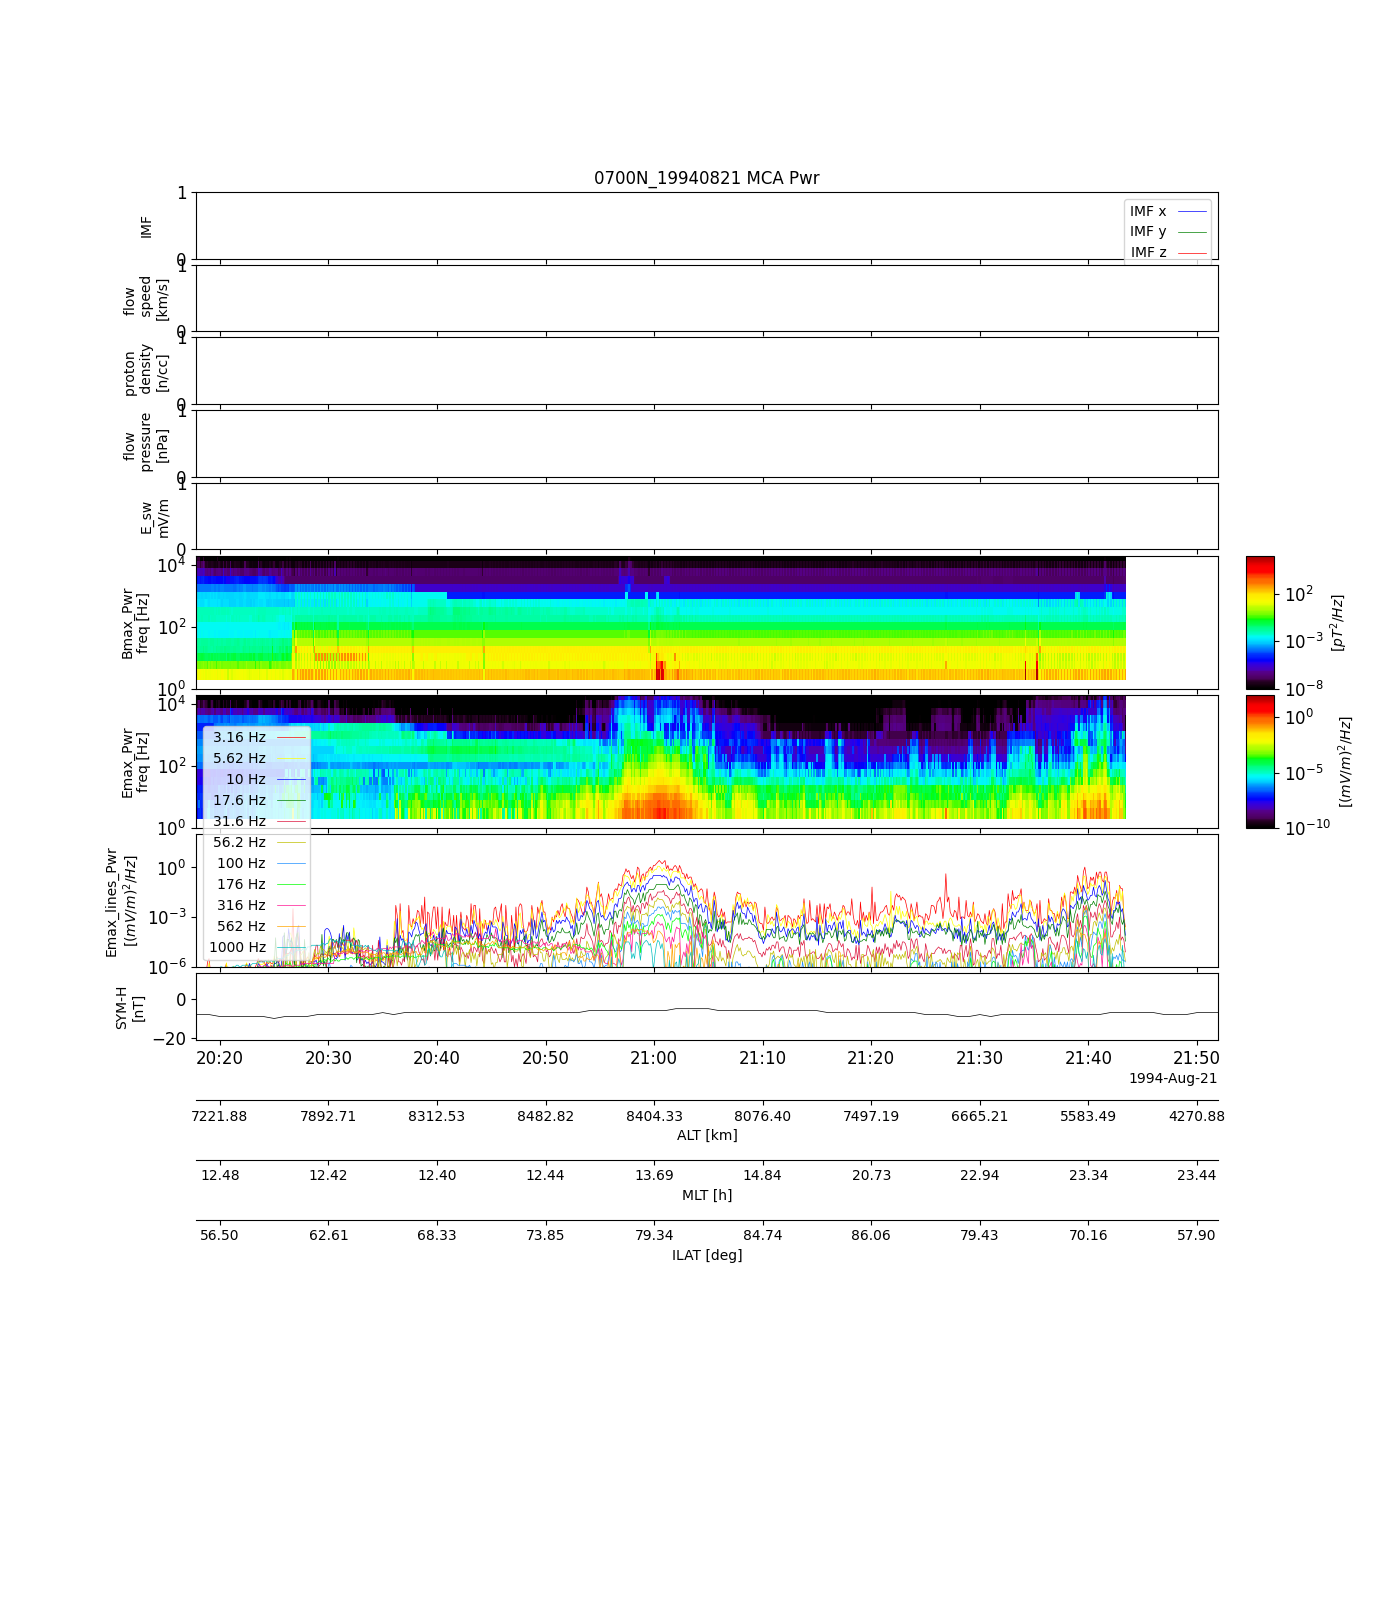 0700N_19940821 MCA Pwr
1
0
IMF
IMF x
IMF y
IMF z
1
0
flow
speed
[km/s]
1
0
proton
density
[n/cc]
1
0
flow
pressure
[nPa]
1
0
E_sw
mV/m
10^4
10^2
10^0
Bmax_Pwr
freq [Hz]
10^2
10^-3
10^-8
[pT^2/Hz]
10^4
10^2
10^0
Emax_Pwr
freq [Hz]
10^0
10^-5
10^-10
[(mV/m)^2/Hz]
3.16 Hz
5.62 Hz
10 Hz
17.6 Hz
31.6 Hz
56.2 Hz
100 Hz
176 Hz
316 Hz
562 Hz
1000 Hz
10^0
10^-3
10^-6
Emax_lines_Pwr
[(mV/m)^2/Hz]
0
−20
SYM-H
[nT]
20:20 20:30 20:40 20:50 21:00 21:10 21:20 21:30 21:40 21:50
1994-Aug-21
7221.88 7892.71 8312.53 8482.82 8404.33 8076.40 7497.19 6665.21 5583.49 4270.88
ALT [km]
12.48 12.42 12.40 12.44 13.69 14.84 20.73 22.94 23.34 23.44
MLT [h]
56.50 62.61 68.33 73.85 79.34 84.74 86.06 79.43 70.16 57.90
ILAT [deg]